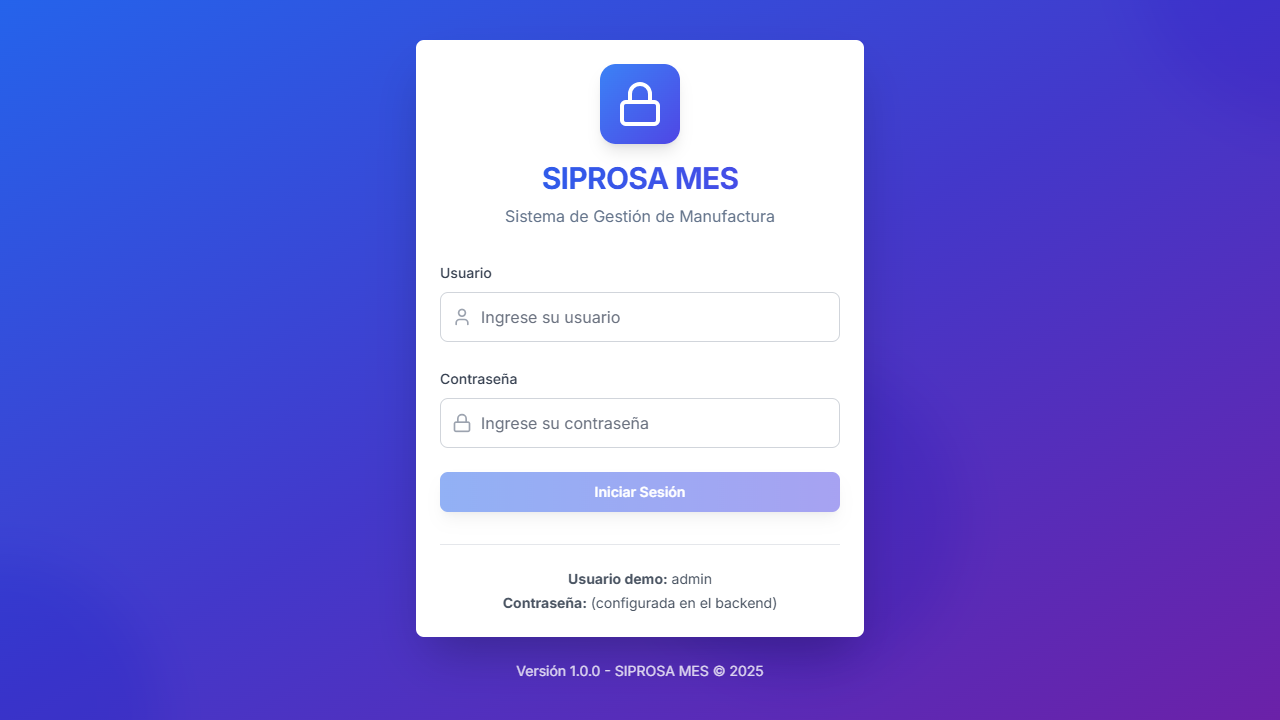 SIPROSA MES
Sistema de Gestión de Manufactura
Usuario
Ingrese su usuario
Contraseña
Ingrese su contraseña
Iniciar Sesión
Usuario demo: admin
Contraseña: (configurada en el backend)
Versión 1.0.0 - SIPROSA MES © 2025